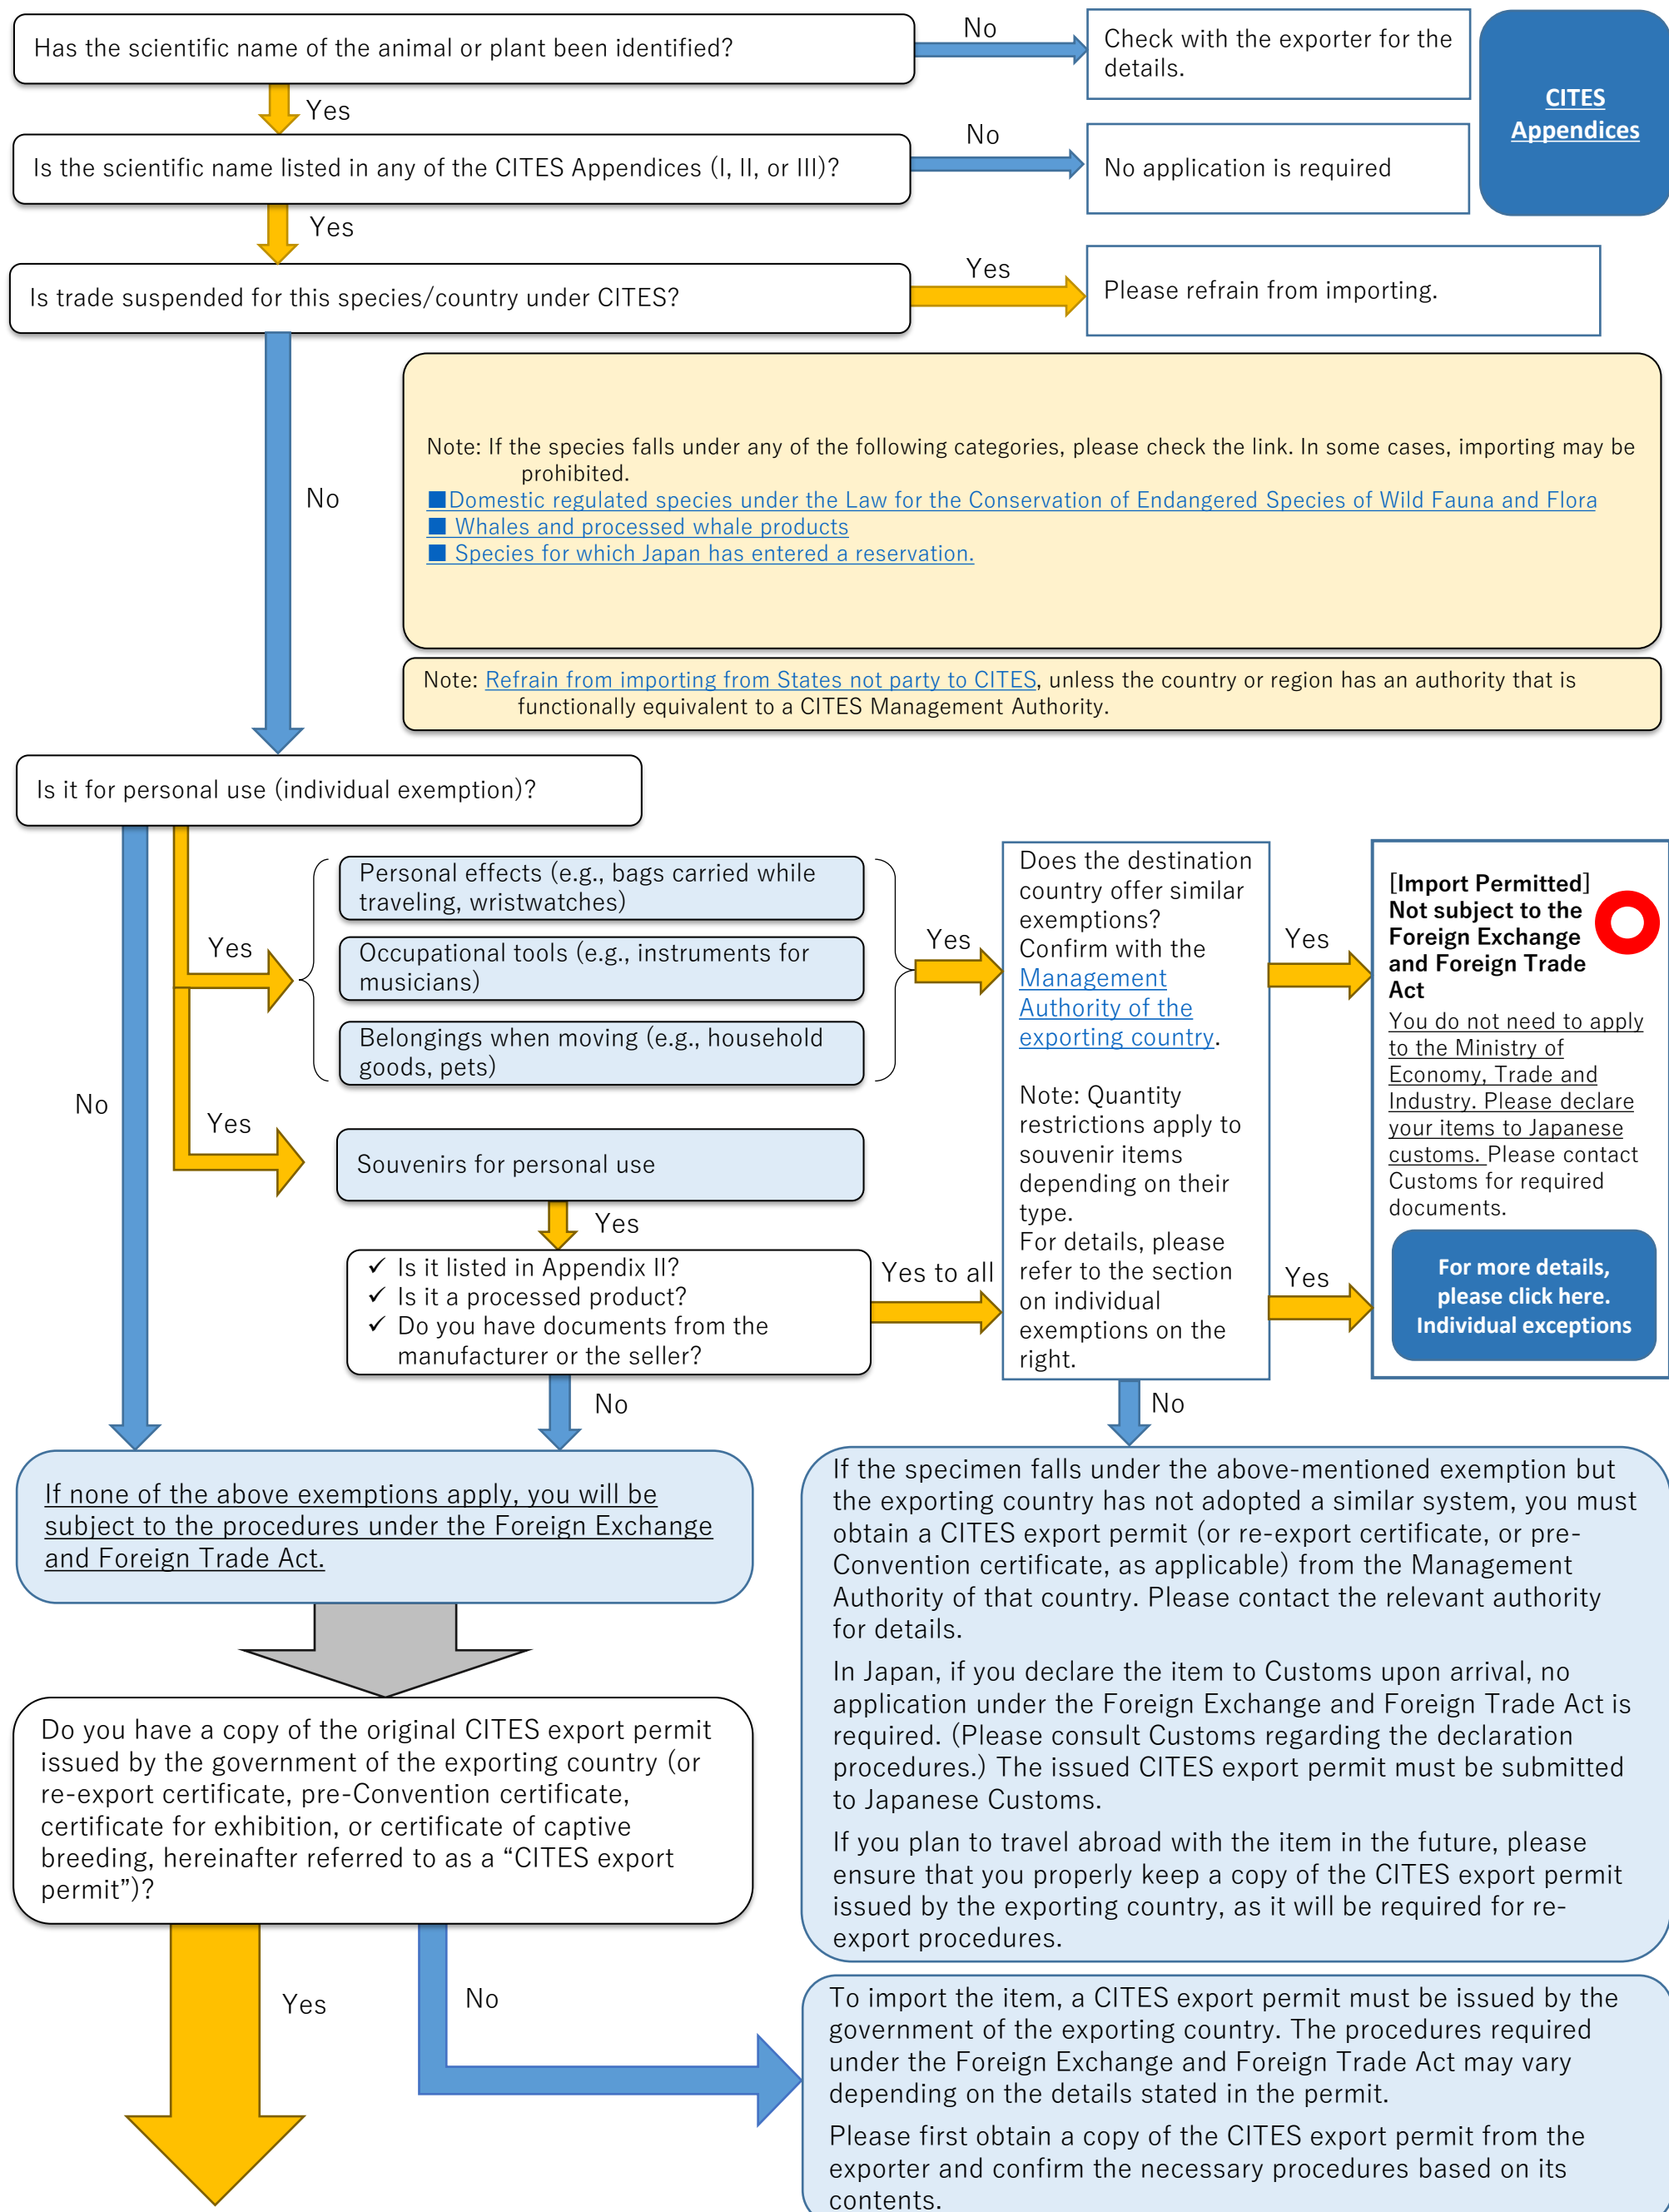 Has the scientific name of the animal or plant been identified?
No
Check with the exporter for the
details.
CITES
Appendices
Yes
Is the scientific name listed in any of the CITES Appendices (I, II, or III)?
No
No application is required
Yes
Is trade suspended for this species/country under CITES?
Yes
Please refrain from importing.
No
Note: If the species falls under any of the following categories, please check the link. In some cases, importing may be
prohibited.
■Domestic regulated species under the Law for the Conservation of Endangered Species of Wild Fauna and Flora
■ Whales and processed whale products
■ Species for which Japan has entered a reservation.
Note: Refrain from importing from States not party to CITES, unless the country or region has an authority that is
functionally equivalent to a CITES Management Authority.
Is it for personal use (individual exemption)?
Yes
Personal effects (e.g., bags carried while
traveling, wristwatches)
Occupational tools (e.g., instruments for
musicians)
Belongings when moving (e.g., household
goods, pets)
Yes
Does the destination
country offer similar
exemptions?
Confirm with the
Management
Authority of the
exporting country.
Note: Quantity
restrictions apply to
souvenir items
depending on their
type.
For details, please
refer to the section
on individual
exemptions on the
right.
Yes
[Import Permitted]
Not subject to the
Foreign Exchange
and Foreign Trade
Act
You do not need to apply
to the Ministry of
Economy, Trade and
Industry. Please declare
your items to Japanese
customs. Please contact
Customs for required
documents.
For more details,
please click here.
Individual exceptions
No
Yes
Souvenirs for personal use
Yes
✓ Is it listed in Appendix II?
✓ Is it a processed product?
✓ Do you have documents from the
manufacturer or the seller?
Yes to all
Yes
No
No
If none of the above exemptions apply, you will be
subject to the procedures under the Foreign Exchange
and Foreign Trade Act.
If the specimen falls under the above-mentioned exemption but
the exporting country has not adopted a similar system, you must
obtain a CITES export permit (or re-export certificate, or pre-
Convention certificate, as applicable) from the Management
Authority of that country. Please contact the relevant authority
for details.
In Japan, if you declare the item to Customs upon arrival, no
application under the Foreign Exchange and Foreign Trade Act is
required. (Please consult Customs regarding the declaration
procedures.) The issued CITES export permit must be submitted
to Japanese Customs.
If you plan to travel abroad with the item in the future, please
ensure that you properly keep a copy of the CITES export permit
issued by the exporting country, as it will be required for re-
export procedures.
Do you have a copy of the original CITES export permit
issued by the government of the exporting country (or
re-export certificate, pre-Convention certificate,
certificate for exhibition, or certificate of captive
breeding, hereinafter referred to as a “CITES export
permit”)?
Yes
No
To import the item, a CITES export permit must be issued by the
government of the exporting country. The procedures required
under the Foreign Exchange and Foreign Trade Act may vary
depending on the details stated in the permit.
Please first obtain a copy of the CITES export permit from the
exporter and confirm the necessary procedures based on its
contents.